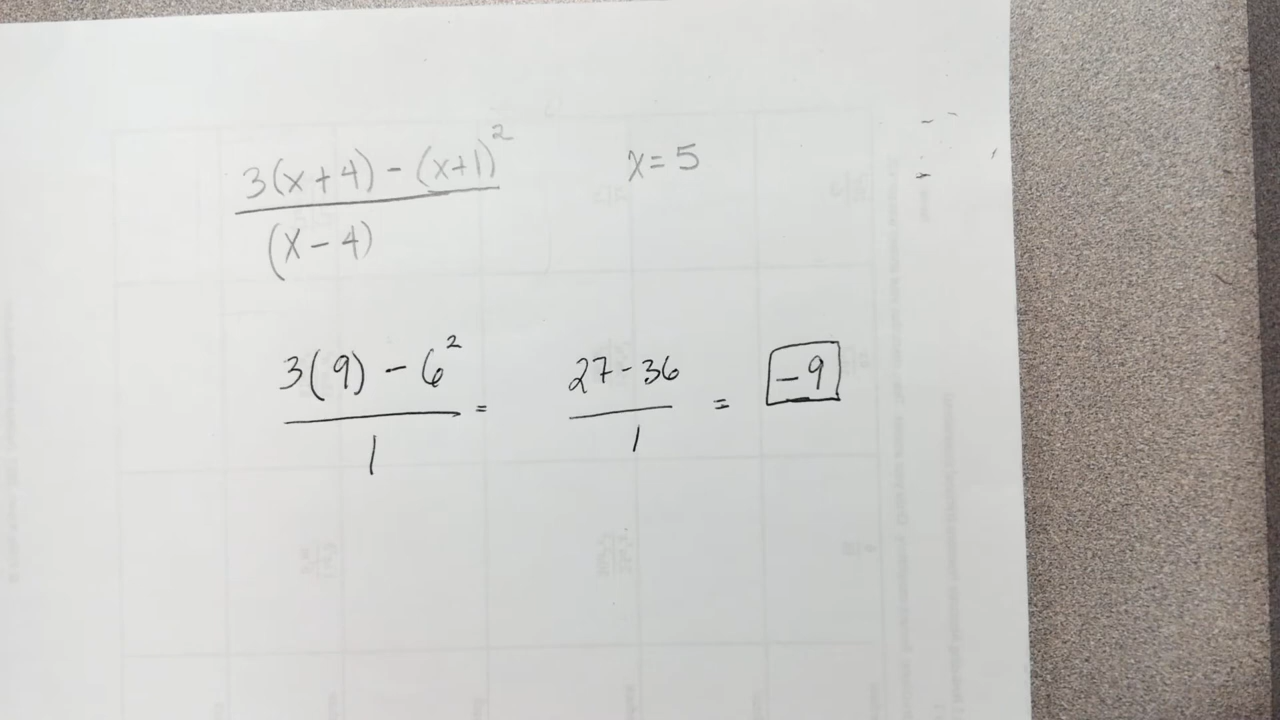 3(x+4) - (x+1)² x = 5
(x - 4)
3(9) - 6² = 27 - 36 = -9
1 1